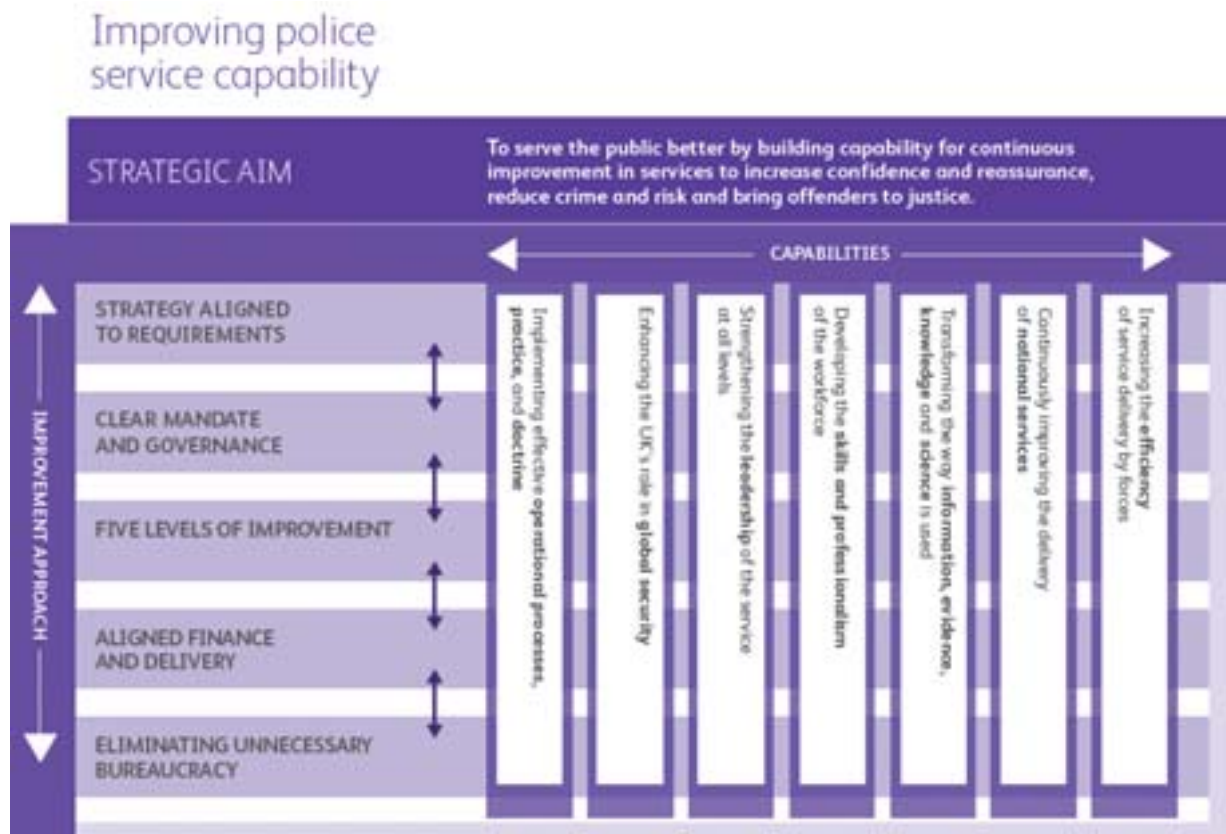 Improving police
service capability
STRATEGIC AIM
To serve the public better by building capability for continuous
improvement in services to increase confidence and reassurance,
reduce crime and risk and bring offenders to justice.
CAPABILITIES
IMPROVEMENT APPROACH
STRATEGY ALIGNED
TO REQUIREMENTS
CLEAR MANDATE
AND GOVERNANCE
FIVE LEVELS OF IMPROVEMENT
ALIGNED FINANCE
AND DELIVERY
ELIMINATING UNNECESSARY
BUREAUCRACY
Implementing effective operational processes,
practice, and doctrine
Enhancing the UK's role in global security
Strengthening the leadership of the service
at all levels
Developing the skills and professionalism
of the workforce
Transforming the way information, evidence,
knowledge and science is used
Continuously improving the delivery
of national services
Increasing the efficiency
of service delivery by forces